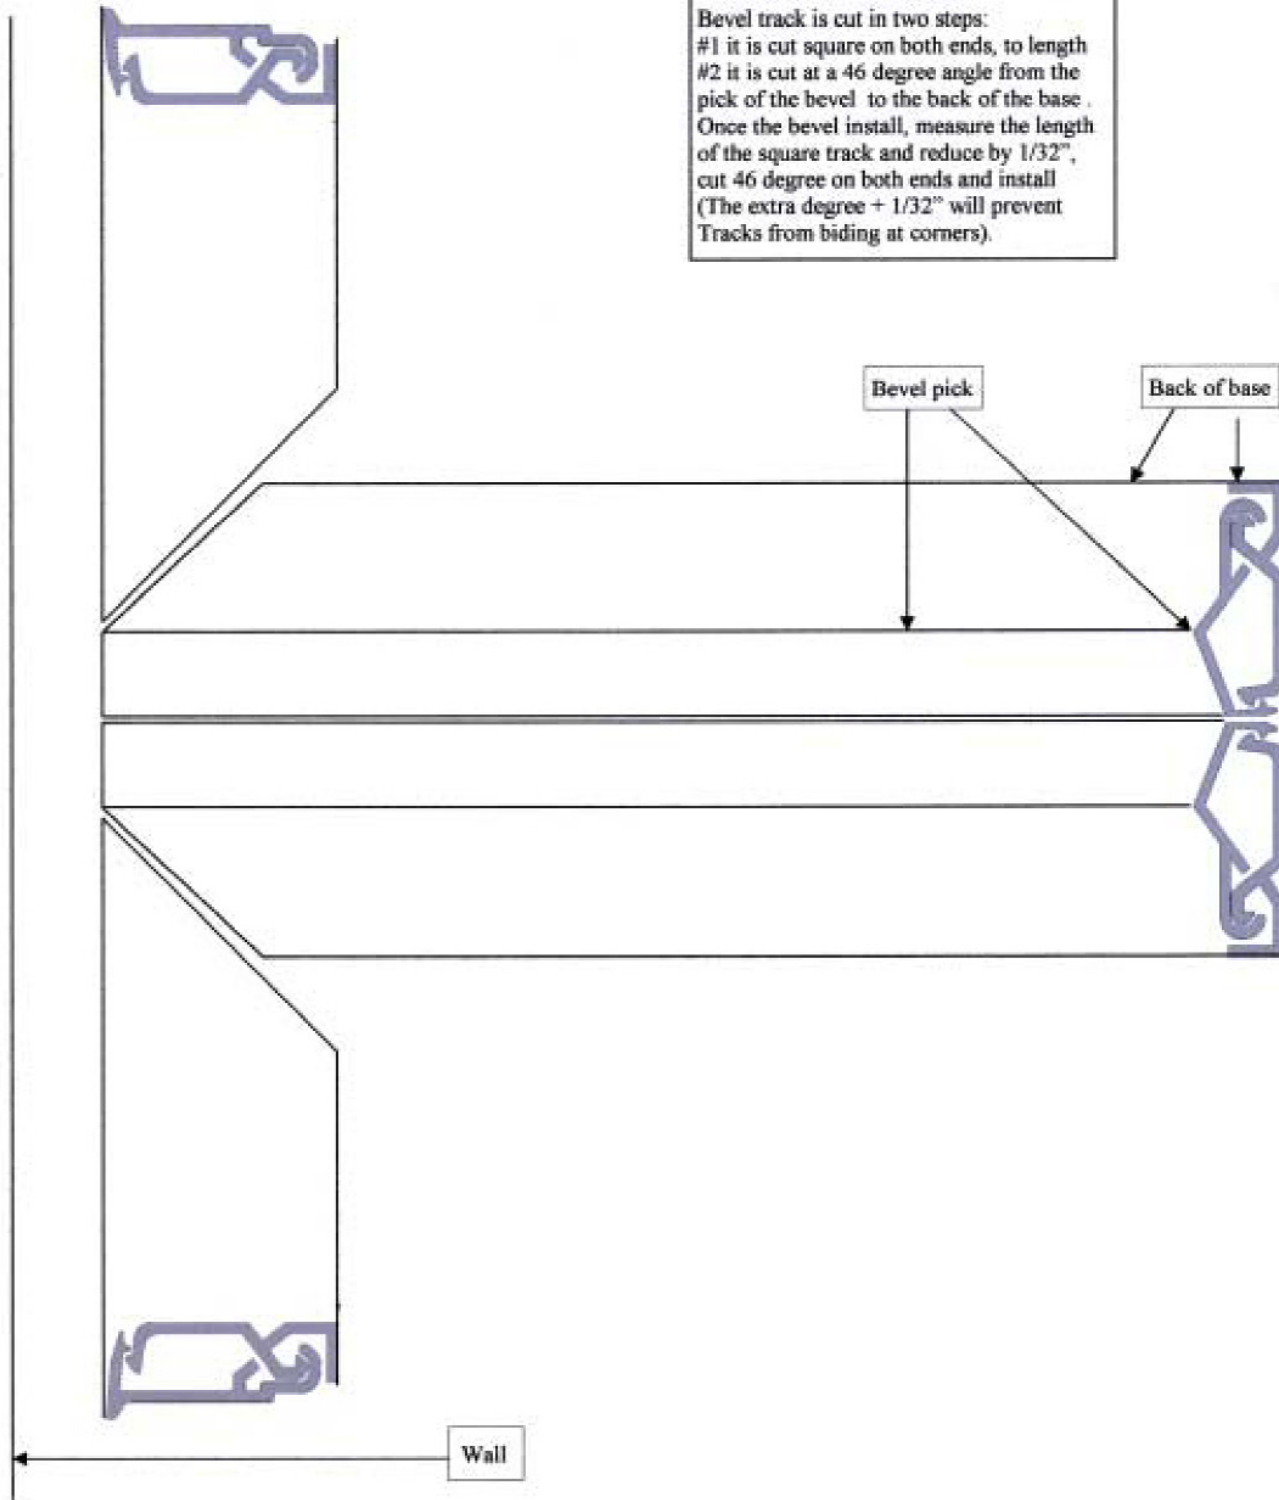 Bevel track is cut in two steps:
#1 it is cut square on both ends, to length
#2 it is cut at a 46 degree angle from the
pick of the bevel to the back of the base .
Once the bevel install, measure the length
of the square track and reduce by 1/32”,
cut 46 degree on both ends and install
(The extra degree + 1/32” will prevent
Tracks from biding at corners).
Bevel pick
Back of base
Wall